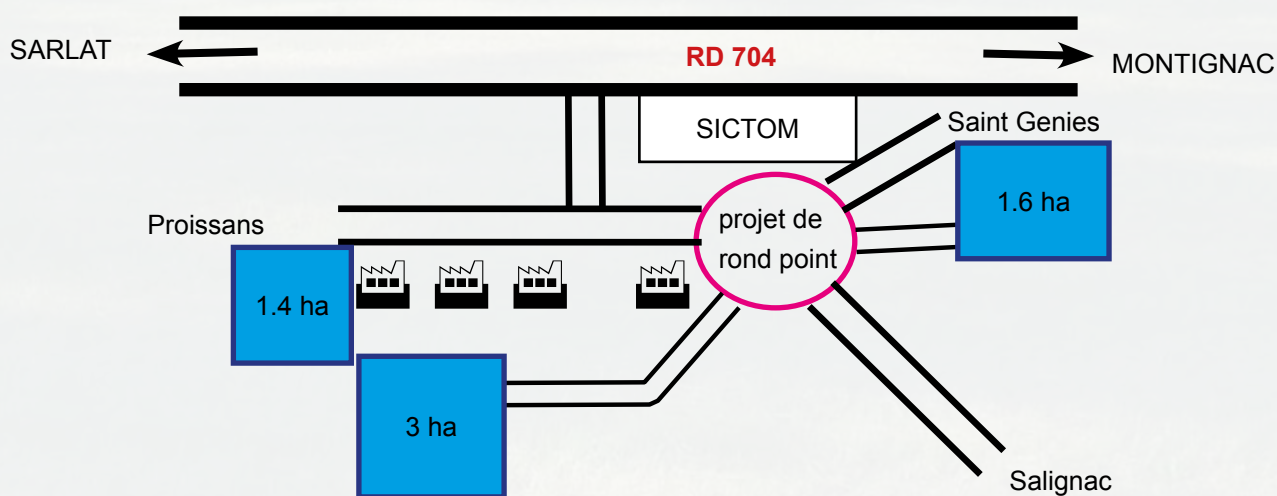 SARLAT
RD 704
MONTIGNAC
SICTOM
Saint Genies
1.6 ha
Proissans
projet de
rond point
1.4 ha
3 ha
Salignac